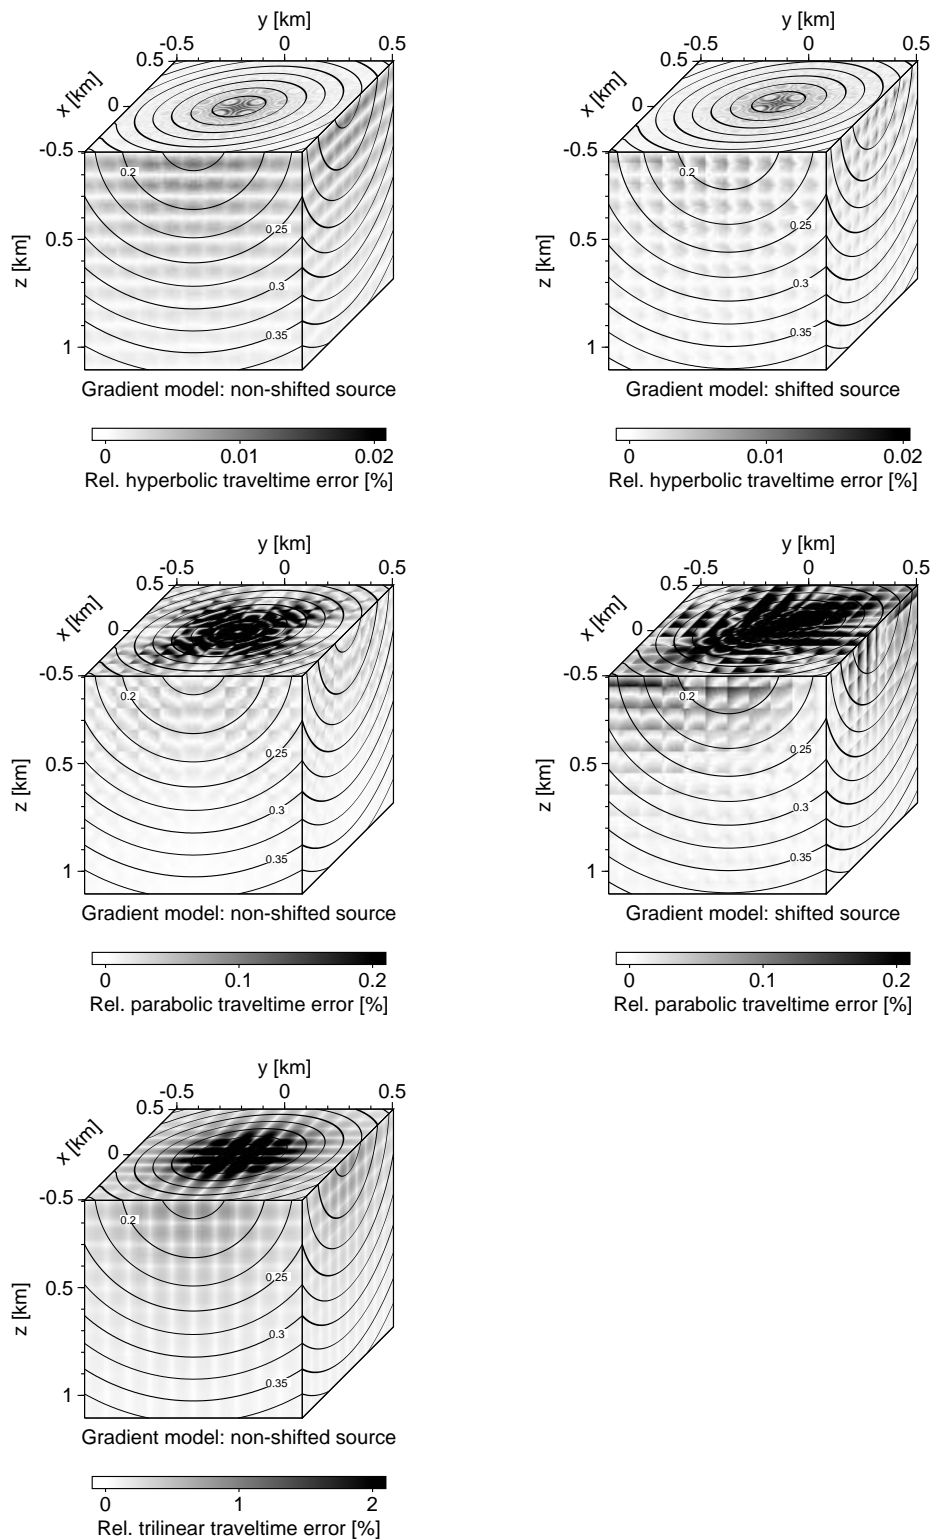 y [km]
-0.5 0 0.5
0.5
x [km]
0
-0.5
0.2
0.5
0.25
z [km]
0.3
0.35
1
Gradient model: non-shifted source
0 0.01 0.02
Rel. hyperbolic traveltime error [%]
y [km]
-0.5 0 0.5
0.5
x [km]
0
-0.5
0.2
0.5
0.25
z [km]
0.3
0.35
1
Gradient model: shifted source
0 0.01 0.02
Rel. hyperbolic traveltime error [%]
y [km]
-0.5 0 0.5
0.5
x [km]
0
-0.5
0.2
0.5
0.25
z [km]
0.3
0.35
1
Gradient model: non-shifted source
0 0.1 0.2
Rel. parabolic traveltime error [%]
y [km]
-0.5 0 0.5
0.5
x [km]
0
-0.5
0.2
0.5
0.25
z [km]
0.3
0.35
1
Gradient model: shifted source
0 0.1 0.2
Rel. parabolic traveltime error [%]
y [km]
-0.5 0 0.5
0.5
x [km]
0
-0.5
0.2
0.5
0.25
z [km]
0.3
0.35
1
Gradient model: non-shifted source
0 1 2
Rel. trilinear traveltime error [%]